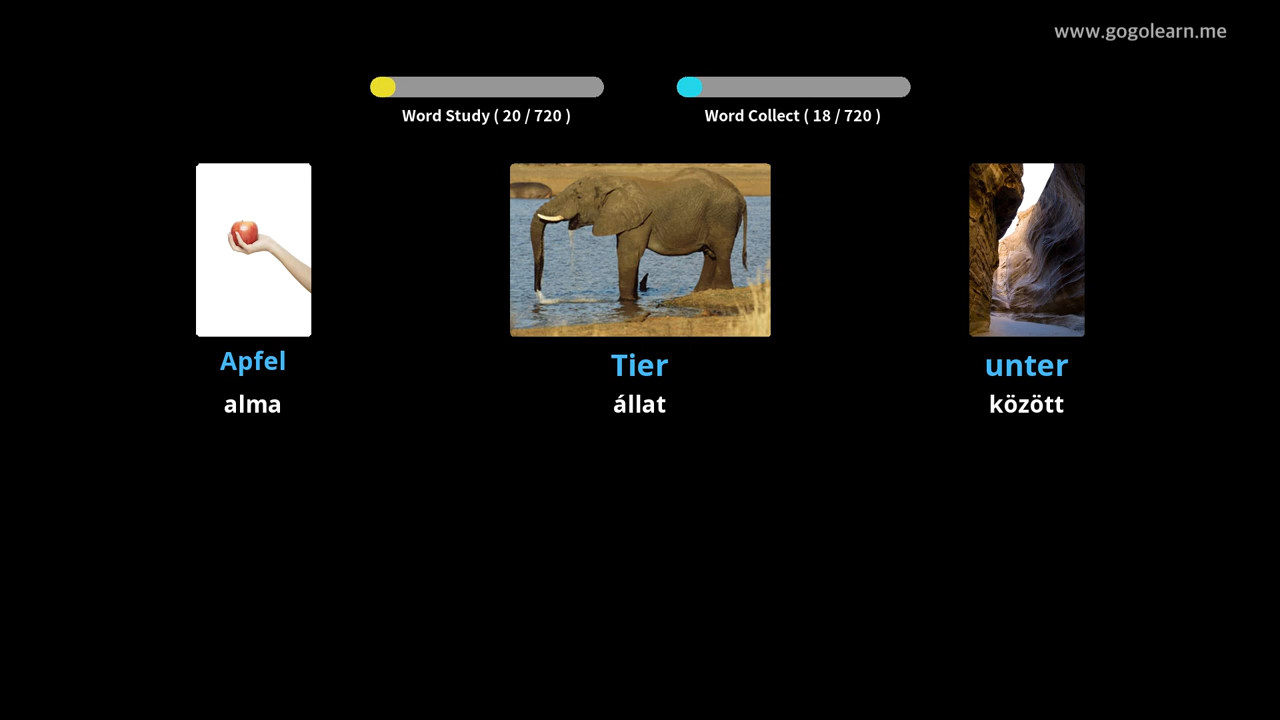 www.gogolearn.me
Word Study ( 20 / 720 )
Word Collect ( 18 / 720 )
Apfel
Tier
unter
alma
állat
között